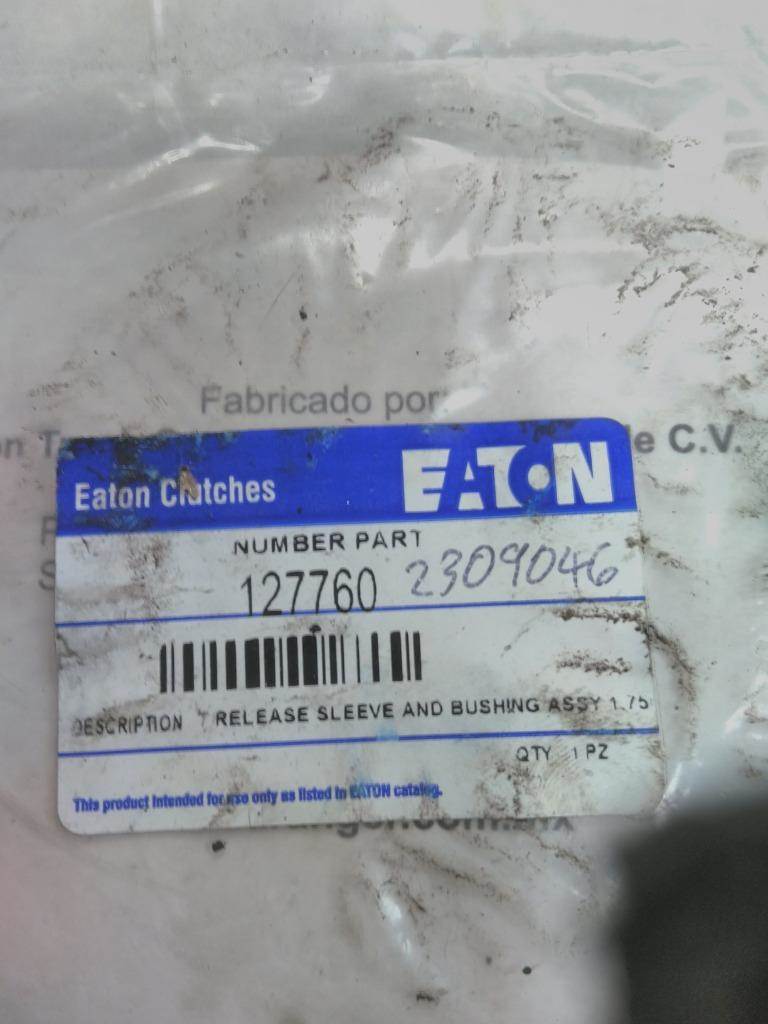 Fabricado por:
de C.V.
Eaton Clutches
EATON
NUMBER PART
127760 2309046
DESCRIPTION RELEASE SLEEVE AND BUSHING ASSY 1.75
QTY 1 PZ
This product intended for use only as listed in EATON catalog.